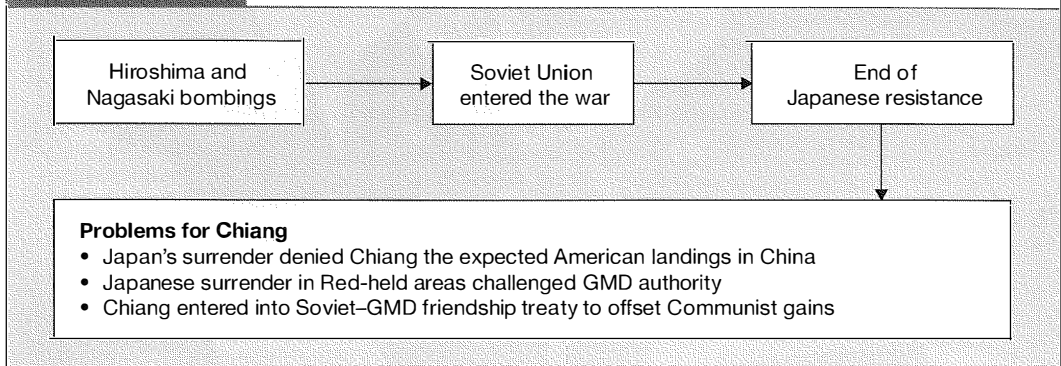 Hiroshima and
Nagasaki bombings
Soviet Union
entered the war
End of
Japanese resistance
Problems for Chiang
• Japan's surrender denied Chiang the expected American landings in China
• Japanese surrender in Red-held areas challenged GMD authority
• Chiang entered into Soviet–GMD friendship treaty to offset Communist gains